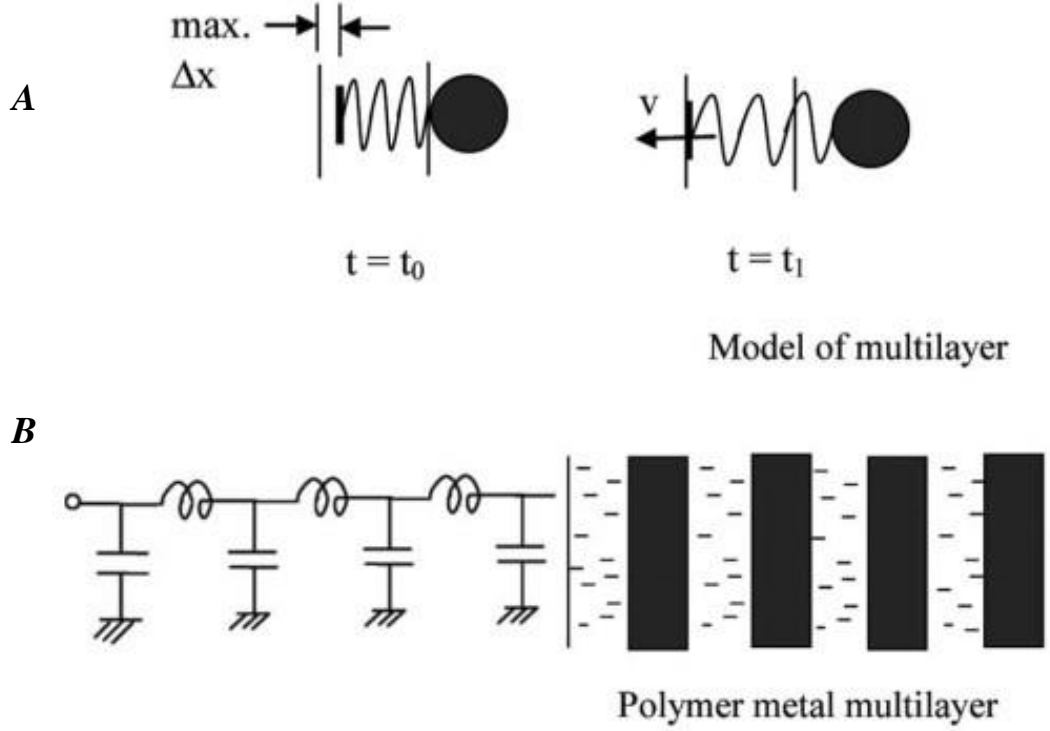 max.
Δx
A
v
t = t₀
t = t₁
Model of multilayer
B
Polymer metal multilayer